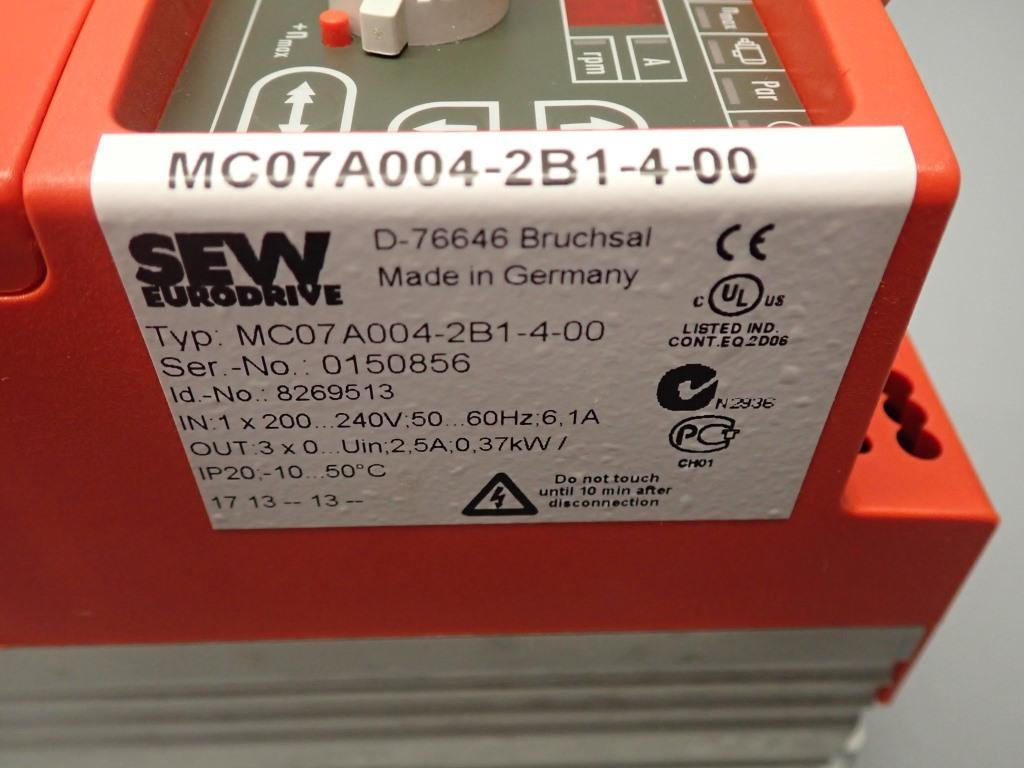 +nmax
A
rpm
nmax
Par
MC07A004-2B1-4-00
SEW
EURODRIVE
D-76646 Bruchsal
Made in Germany
CE
C UL US
LISTED IND.
CONT.EQ.2D06
Typ: MC07A004-2B1-4-00
Ser.-No.: 0150856
Id.-No.: 8269513
IN:1 x 200...240V;50...60Hz;6,1A
OUT:3 x 0...Uin;2,5A;0,37kW /
IP20;-10...50°C
17 13 -- 13 --
N2936
PC
CH01
Do not touch
until 10 min after
disconnection